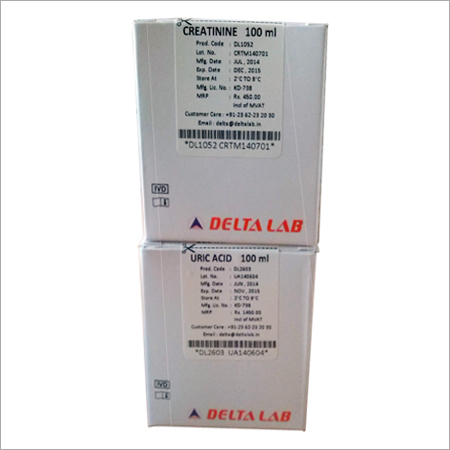 CREATININE 100 ml
Prod. Code : DL1052
Lot. No. : CRTM140701
Mfg. Date : JUL, 2014
Exp. Date : DEC, 2015
Store At : 2°C TO 8°C
Mfg. Lic. No. : KD-738
MRP : Rs. 450.00
incl of MVAT
Customer Care : +91-23 62-23 20 30
Email : delta@deltalab.in
*DL1052 CRTM140701*
IVD
DELTA LAB
URIC ACID 100 ml
Prod. Code : DL2603
Lot. No. : UA140604
Mfg. Date : JUN, 2014
Exp. Date : NOV, 2015
Store At : 2°C TO 8°C
Mfg. Lic. No. : KD-738
MRP : Rs. 1450.00
incl of MVAT
Customer Care : +91-23 62-23 20 30
Email : delta@deltalab.in
*DL2603 UA140604*
IVD
DELTA LAB